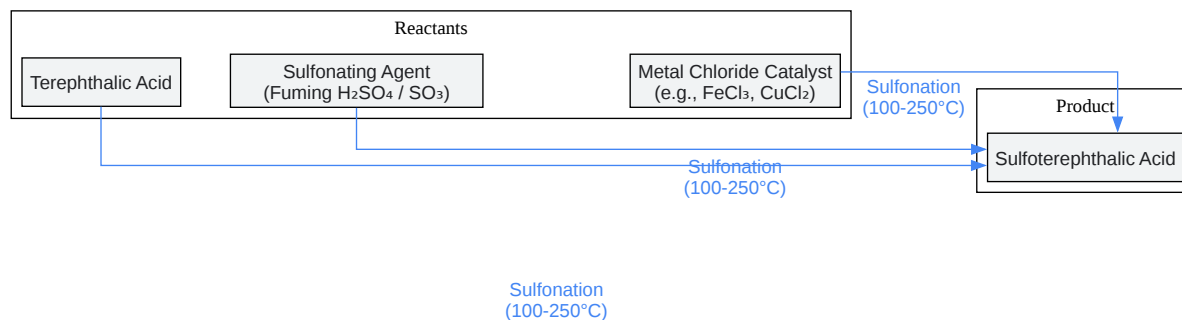 Reactants
Terephthalic Acid
Sulfonating Agent
(Fuming H₂SO₄ / SO₃)
Metal Chloride Catalyst
(e.g., FeCl₃, CuCl₂)
Sulfonation
(100-250°C)
Product
Sulfoterephthalic Acid
Sulfonation
(100-250°C)
Sulfonation
(100-250°C)